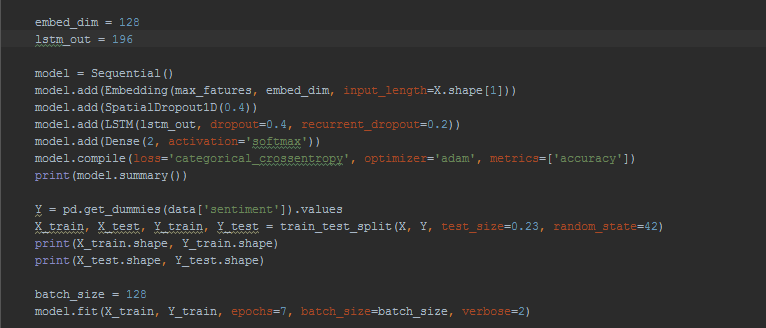 embed_dim = 128
lstm_out = 196
model = Sequential()
model.add(Embedding(max_fatures, embed_dim, input_length=X.shape[1]))
model.add(SpatialDropout1D(0.4))
model.add(LSTM(lstm_out, dropout=0.4, recurrent_dropout=0.2))
model.add(Dense(2, activation='softmax'))
model.compile(loss='categorical_crossentropy', optimizer='adam', metrics=['accuracy'])
print(model.summary())
Y = pd.get_dummies(data['sentiment']).values
X_train, X_test, Y_train, Y_test = train_test_split(X, Y, test_size=0.23, random_state=42)
print(X_train.shape, Y_train.shape)
print(X_test.shape, Y_test.shape)
batch_size = 128
model.fit(X_train, Y_train, epochs=7, batch_size=batch_size, verbose=2)